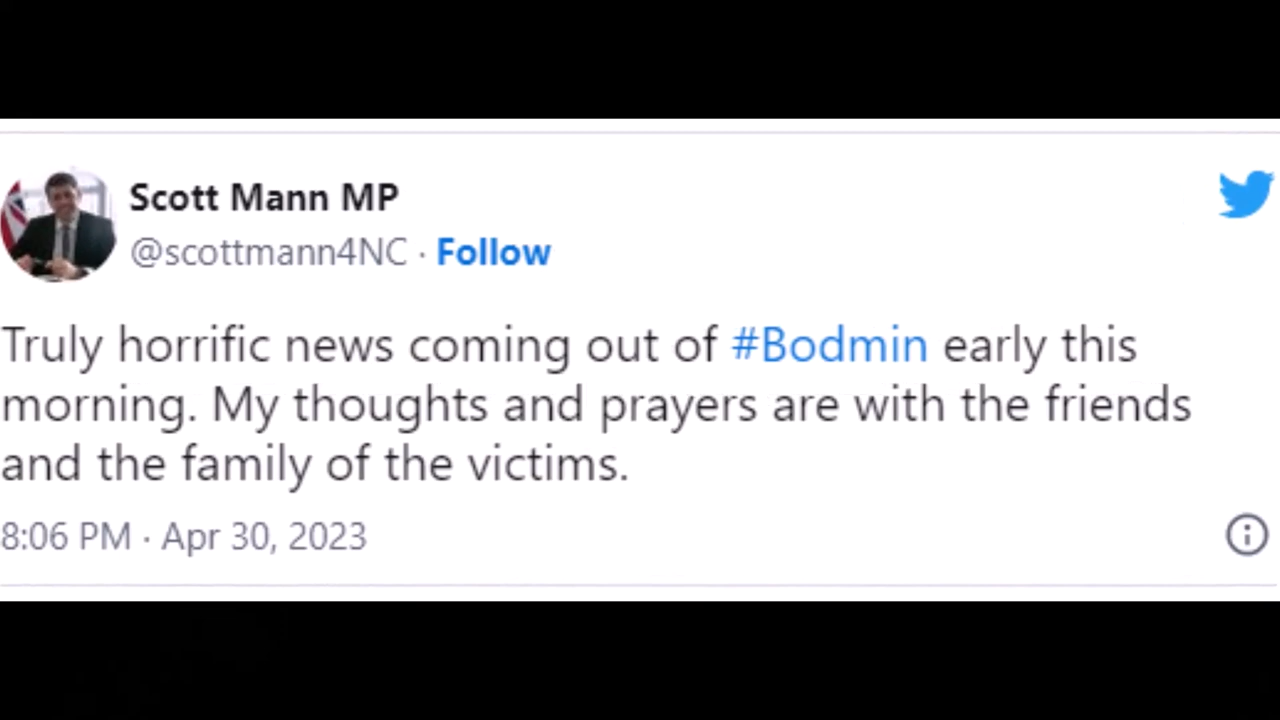 Scott Mann MP
@scottmann4NC · Follow
Truly horrific news coming out of #Bodmin early this
morning. My thoughts and prayers are with the friends
and the family of the victims.
8:06 PM · Apr 30, 2023